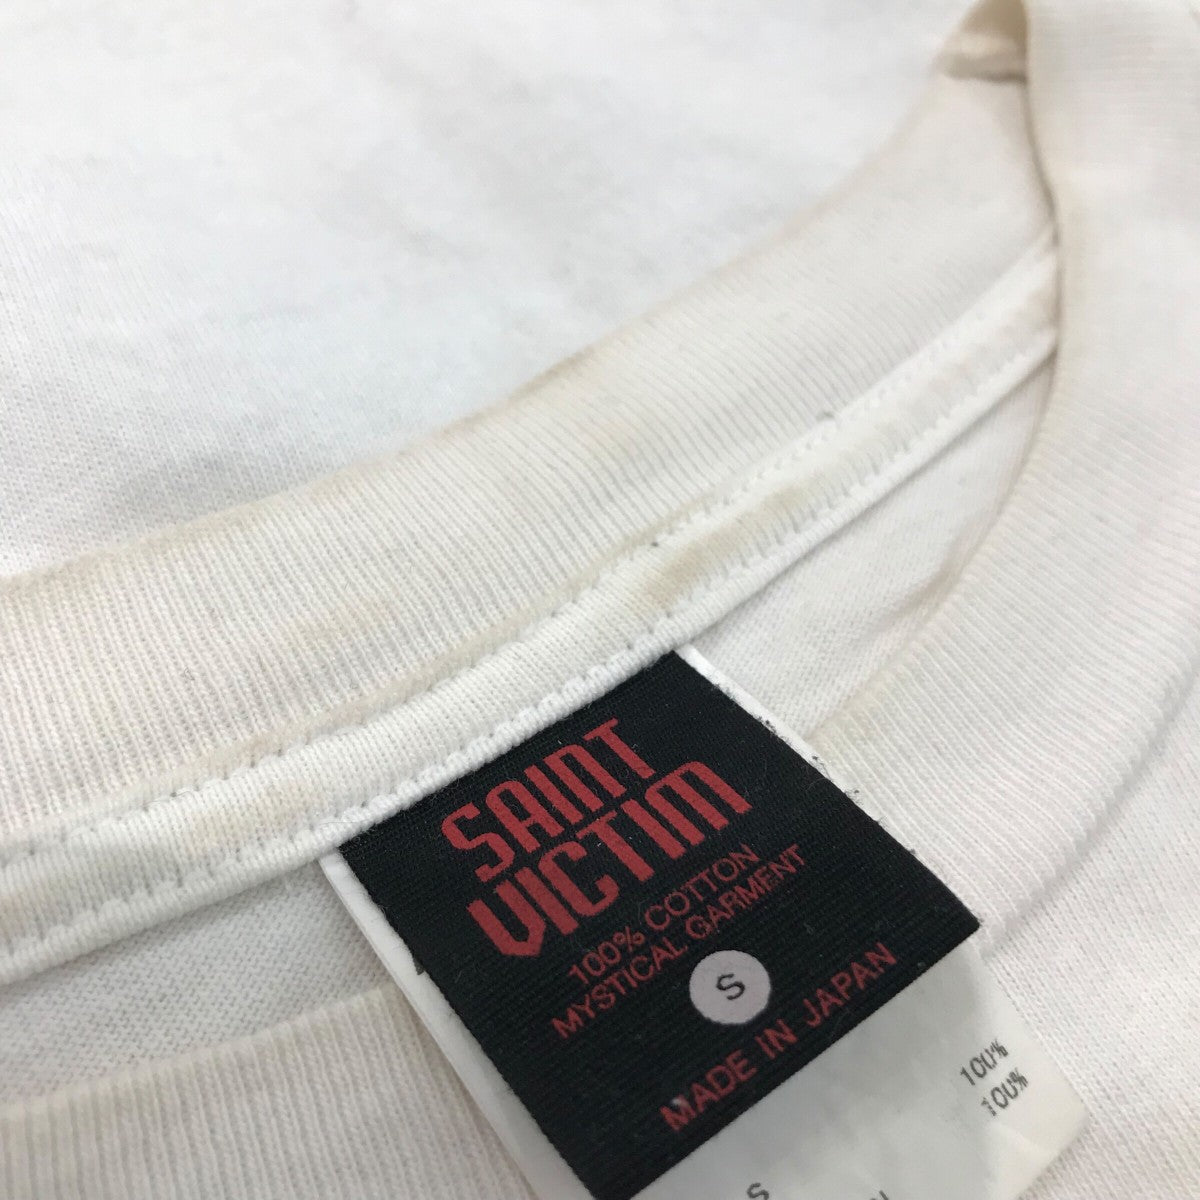 SAINT
VICTIM
100% COTTON
MYSTICAL GARMENT
S
MADE IN JAPAN
100%
100%
S